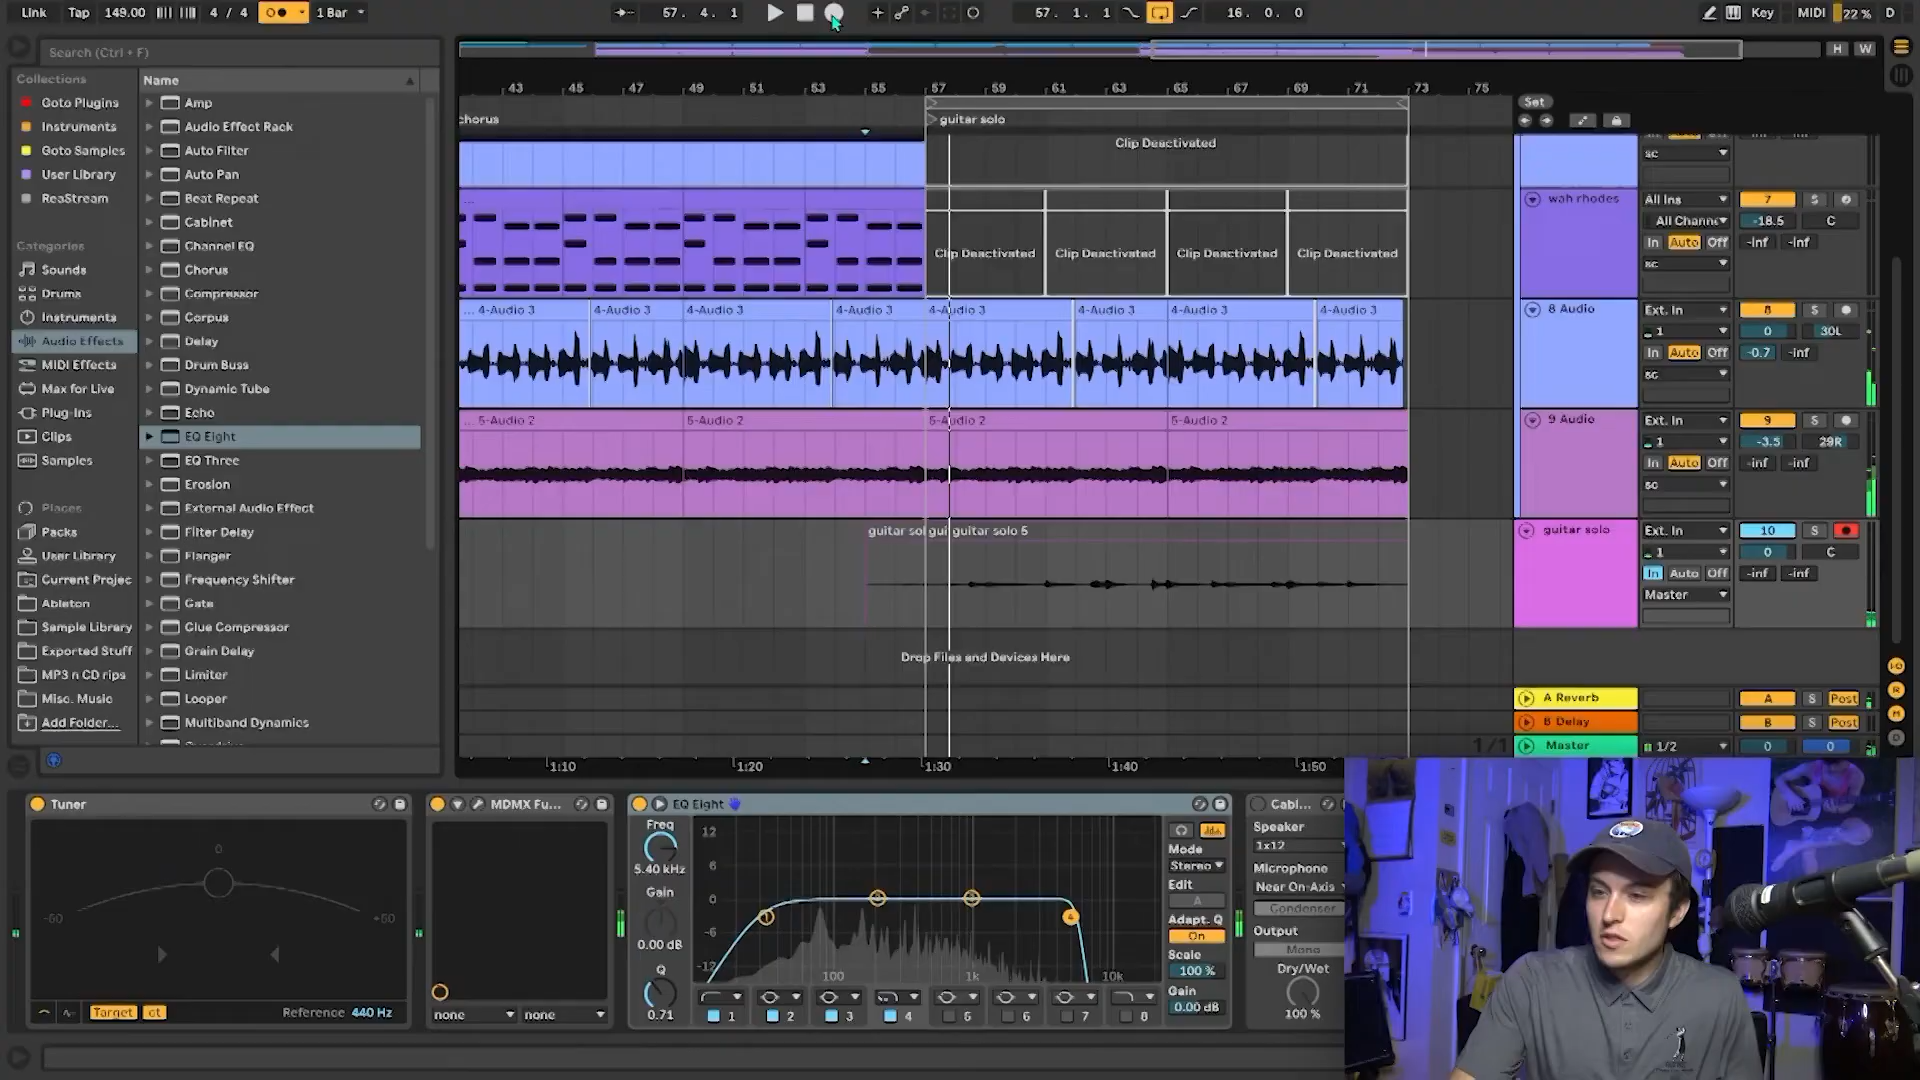 Link Tap 149.00 4 / 4 1 Bar 57. 4. 1 57. 1. 1 16. 0. 0 Key MIDI 22 % D
Search (Ctrl + F)
H W
Collections
Goto Plugins
Instruments
Goto Samples
User Library
ReaStream
Categories
Sounds
Drums
Instruments
Audio Effects
MIDI Effects
Max for Live
Plug-Ins
Clips
Samples
Places
Packs
User Library
Current Projec
Ableton
Sample Library
Exported Stuff
MP3 n CD rips
Misc. Music
Add Folder...
Name
Amp
Audio Effect Rack
Auto Filter
Auto Pan
Beat Repeat
Cabinet
Channel EQ
Chorus
Compressor
Corpus
Delay
Drum Buss
Dynamic Tube
Echo
EQ Eight
EQ Three
Erosion
External Audio Effect
Filter Delay
Flanger
Frequency Shifter
Gate
Glue Compressor
Grain Delay
Limiter
Looper
Multiband Dynamics
43 45 47 49 51 53 55 57 59 61 63 65 67 69 71 73 75
chorus
guitar solo
Set
Clip Deactivated
Clip Deactivated Clip Deactivated Clip Deactivated Clip Deactivated
... 4-Audio 3 4-Audio 3 4-Audio 3 4-Audio 3 4-Audio 3 4-Audio 3 4-Audio 3 4-Audio 3
... 5-Audio 2 5-Audio 2 5-Audio 2 5-Audio 2
guitar sol gui guitar solo 5
Drop Files and Devices Here
1/1
1:10 1:20 1:30 1:40 1:50
sc
wah rhodes All Ins 7 S
All Channe -18.5 C
In Auto Off -inf -inf
sc
8 Audio Ext. In 8 S
1 0 30L
In Auto Off -0.7 -inf
sc
9 Audio Ext. In 9 S
1 -3.5 29R
In Auto Off -inf -inf
sc
guitar solo Ext. In 10 S
1 0 C
In Auto Off -inf -inf
Master
A Reverb A S Post
B Delay B S Post
Master 1/2 0 0
I-O
R
M
D
Tuner
0
-50 +50
Target ct Reference 440 Hz
MDMX Fu...
none none
EQ Eight
Freq
5.40 kHz
Gain
0.00 dB
Q
0.71
12
6
0
-6
-12
100 1k 10k
1 2 3 4 5 6 7 8
Mode
Stereo
Edit
A
Adapt. Q
On
Scale
100 %
Gain
0.00 dB
Cabi...
Speaker
1x12
Microphone
Near On-Axis
Condenser
Output
Mono
Dry/Wet
100 %